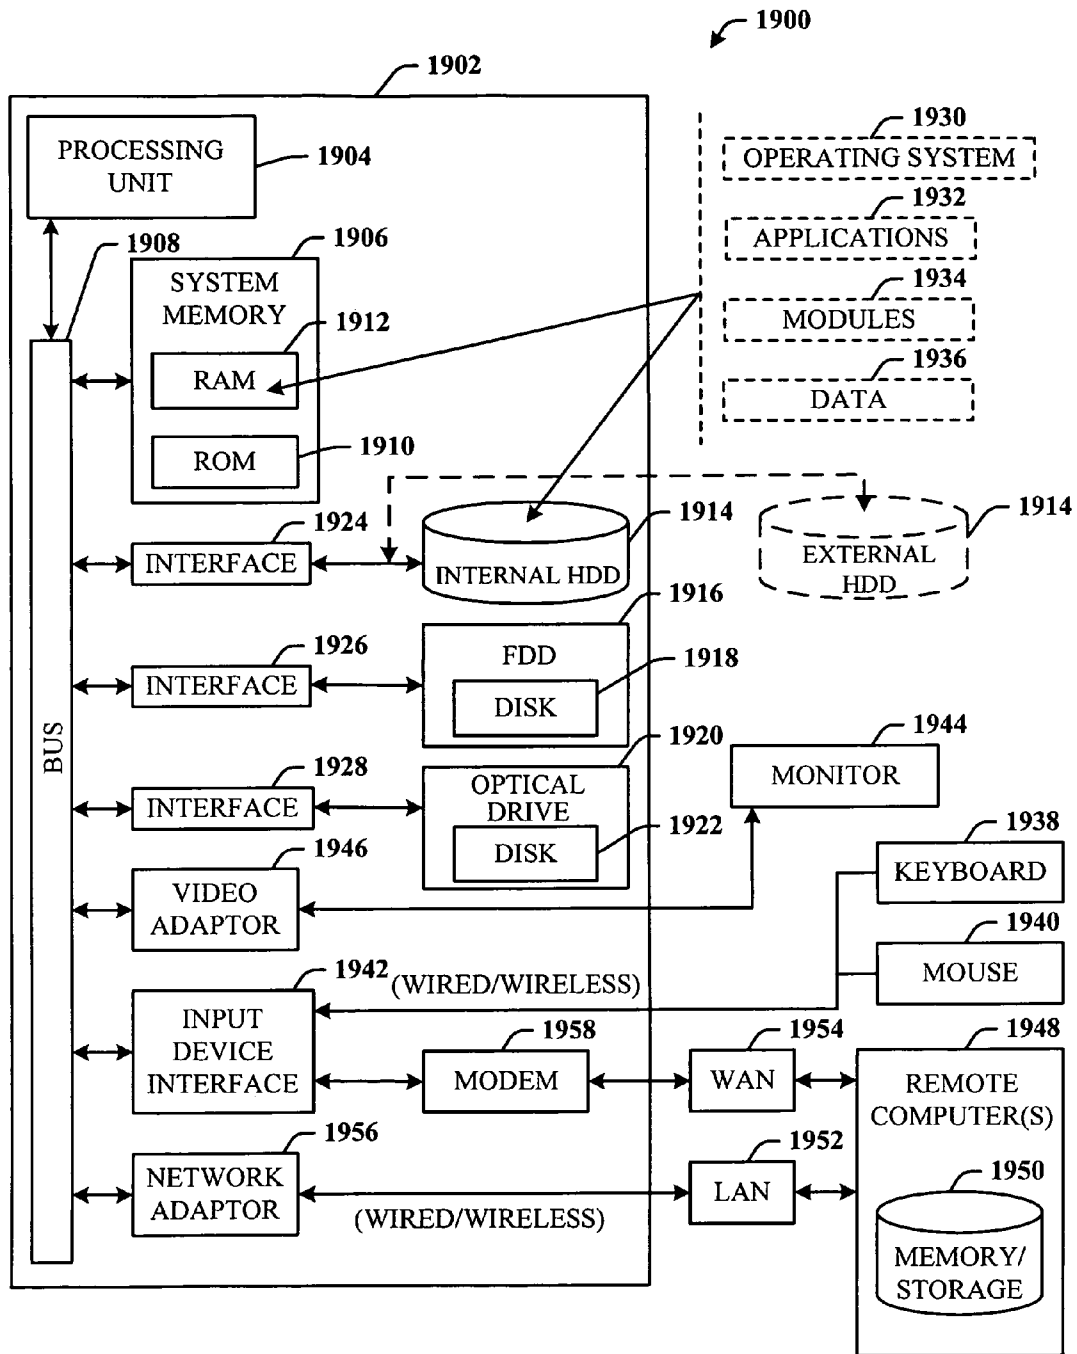 1900
1902
PROCESSING
UNIT
1904
1930
OPERATING SYSTEM
1932
APPLICATIONS
1934
MODULES
1936
DATA
1908
1906
SYSTEM
MEMORY
1912
RAM
1910
ROM
1924
INTERFACE
1914
INTERNAL HDD
1914
EXTERNAL
HDD
1926
INTERFACE
1916
FDD
1918
DISK
BUS
1928
INTERFACE
1920
OPTICAL
DRIVE
1922
DISK
1944
MONITOR
1946
VIDEO
ADAPTOR
1938
KEYBOARD
1940
MOUSE
1942
(WIRED/WIRELESS)
INPUT
DEVICE
INTERFACE
1958
MODEM
1954
WAN
1948
REMOTE
COMPUTER(S)
1956
NETWORK
ADAPTOR
(WIRED/WIRELESS)
1952
LAN
1950
MEMORY/
STORAGE